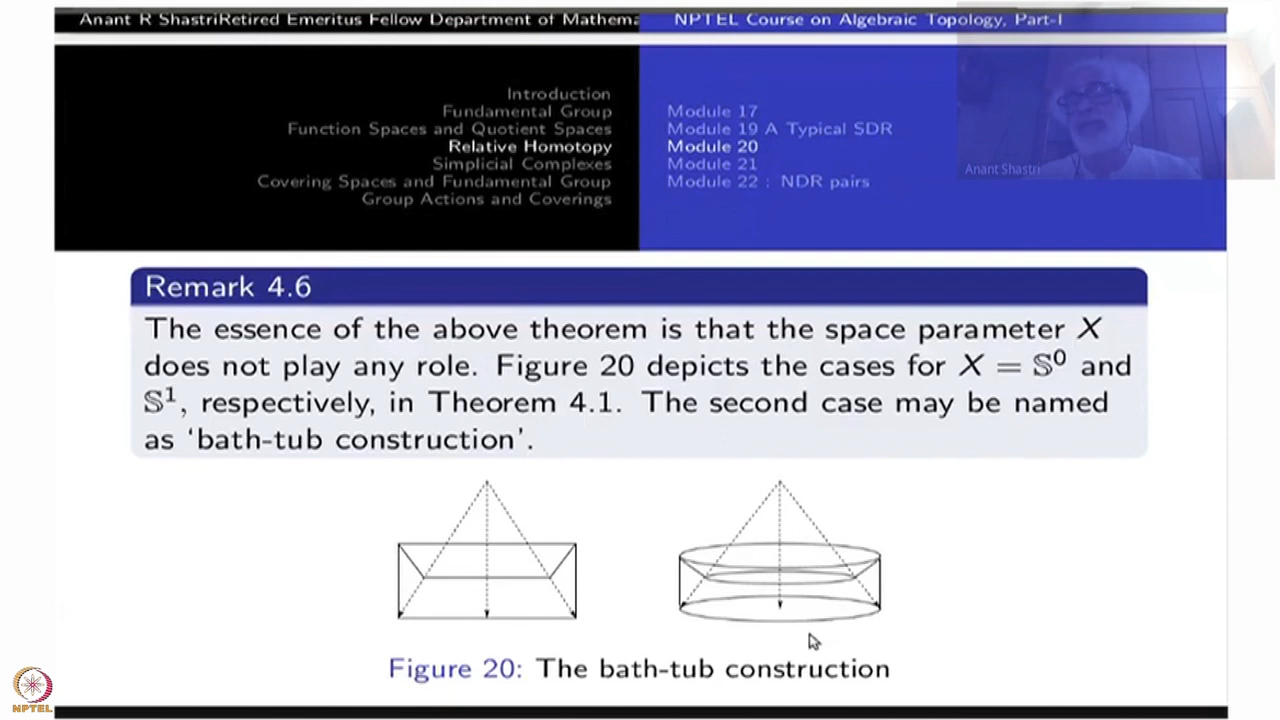 Anant R ShastriRetired Emeritus Fellow Department of Mathema
NPTEL Course on Algebraic Topology, Part-I
Introduction
Fundamental Group
Function Spaces and Quotient Spaces
Relative Homotopy
Simplicial Complexes
Covering Spaces and Fundamental Group
Group Actions and Coverings
Module 17
Module 19 A Typical SDR
Module 20
Module 21
Module 22 : NDR pairs
Anant Shastri
Remark 4.6
The essence of the above theorem is that the space parameter X
does not play any role. Figure 20 depicts the cases for X = 𝕊⁰ and
𝕊¹, respectively, in Theorem 4.1. The second case may be named
as ‘bath-tub construction’.
Figure 20: The bath-tub construction
NPTEL